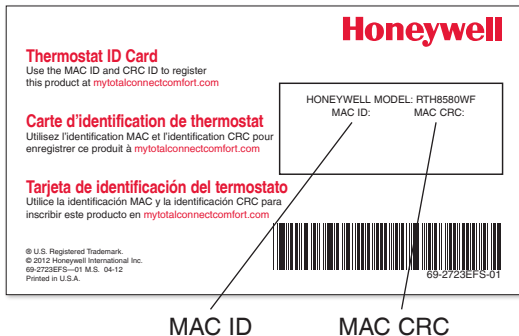 Honeywell
Thermostat ID Card
Use the MAC ID and CRC ID to register
this product at mytotalconnectcomfort.com
HONEYWELL MODEL: RTH8580WF
MAC ID: MAC CRC:
Carte d'identification de thermostat
Utilisez l'identification MAC et l'identification CRC pour
enregistrer ce produit à mytotalconnectcomfort.com
Tarjeta de identificación del termostato
Utilice la identificación MAC y la identificación CRC para
inscribir este producto en mytotalconnectcomfort.com
® U.S. Registered Trademark.
© 2012 Honeywell International Inc.
69-2723EFS—01 M.S. 04-12
Printed in U.S.A.
69-2723EFS-01
MAC ID MAC CRC